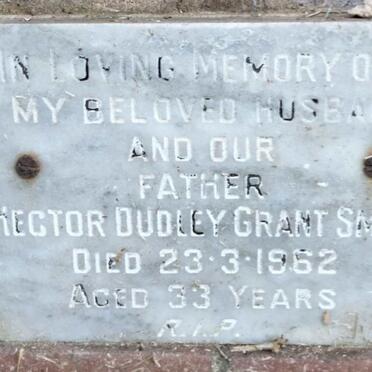 IN LOVING MEMORY O
MY BELOVED HUSBA
AND OUR
FATHER
HECTOR DUDLEY GRANT SM
DIED 23·3·1962
AGED 33 YEARS
R.I.P.